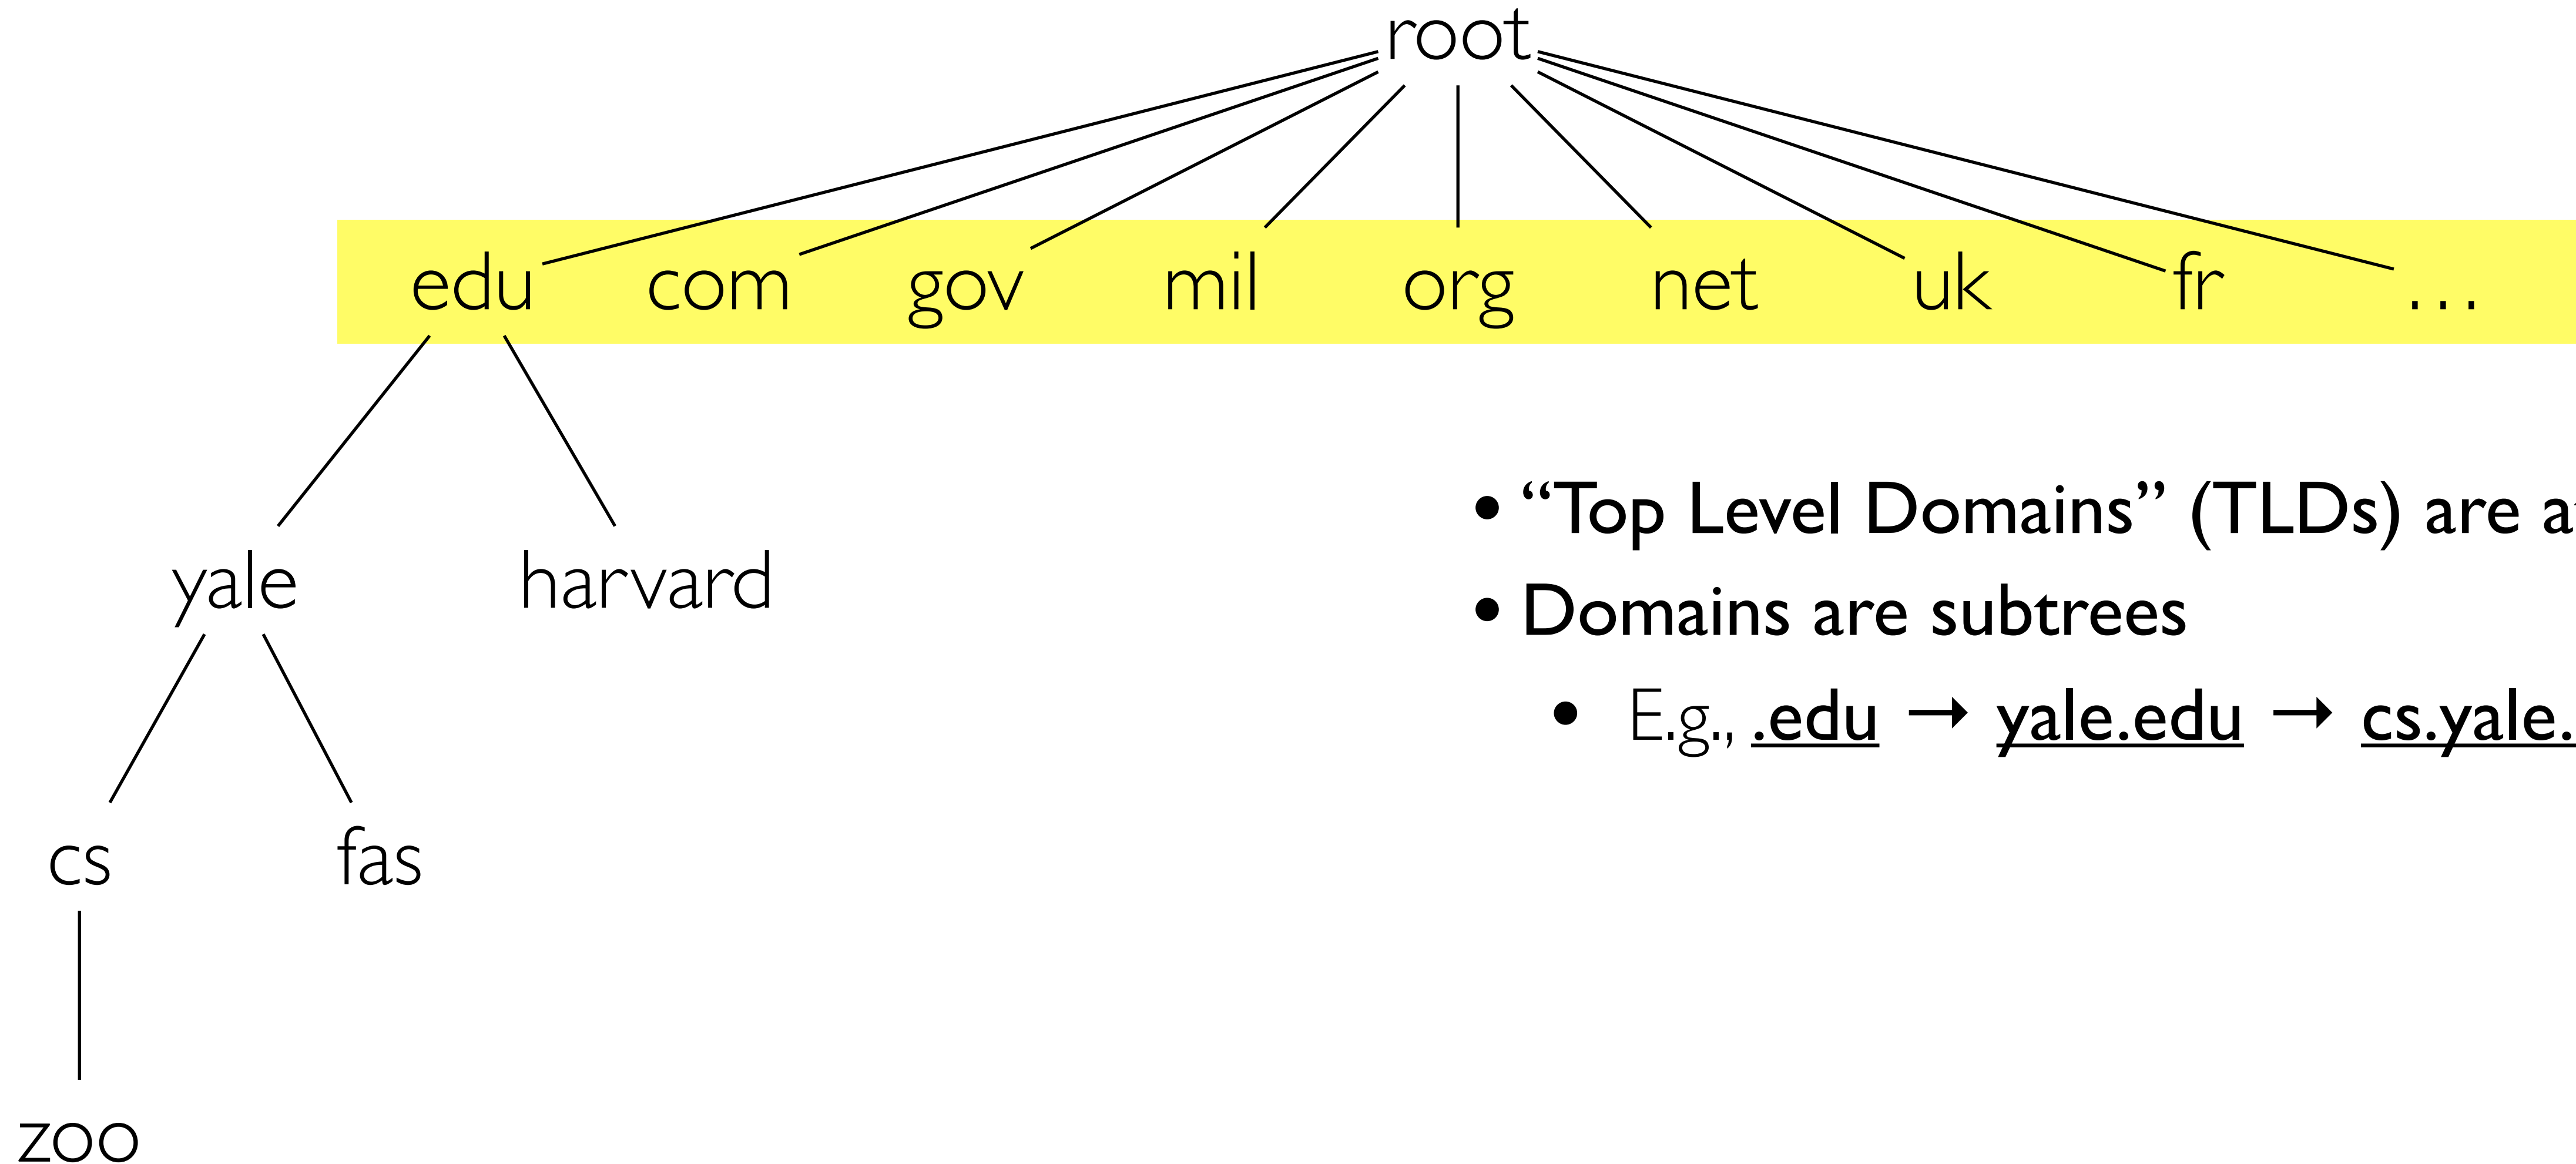 root
edu com gov mil org net uk fr ...
• “Top Level Domains” (TLDs) are
yale harvard
• Domains are subtrees
• E.g., .edu → yale.edu → cs.yale.
cs fas
zoo